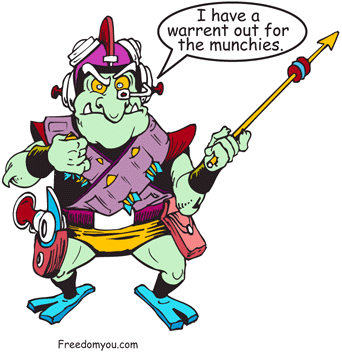 I have a
warrent out for
the munchies.
Freedomyou.com